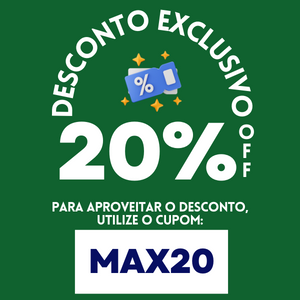 DESCONTO EXCLUSIVO
%
20% OFF
PARA APROVEITAR O DESCONTO,
UTILIZE O CUPOM:
MAX20